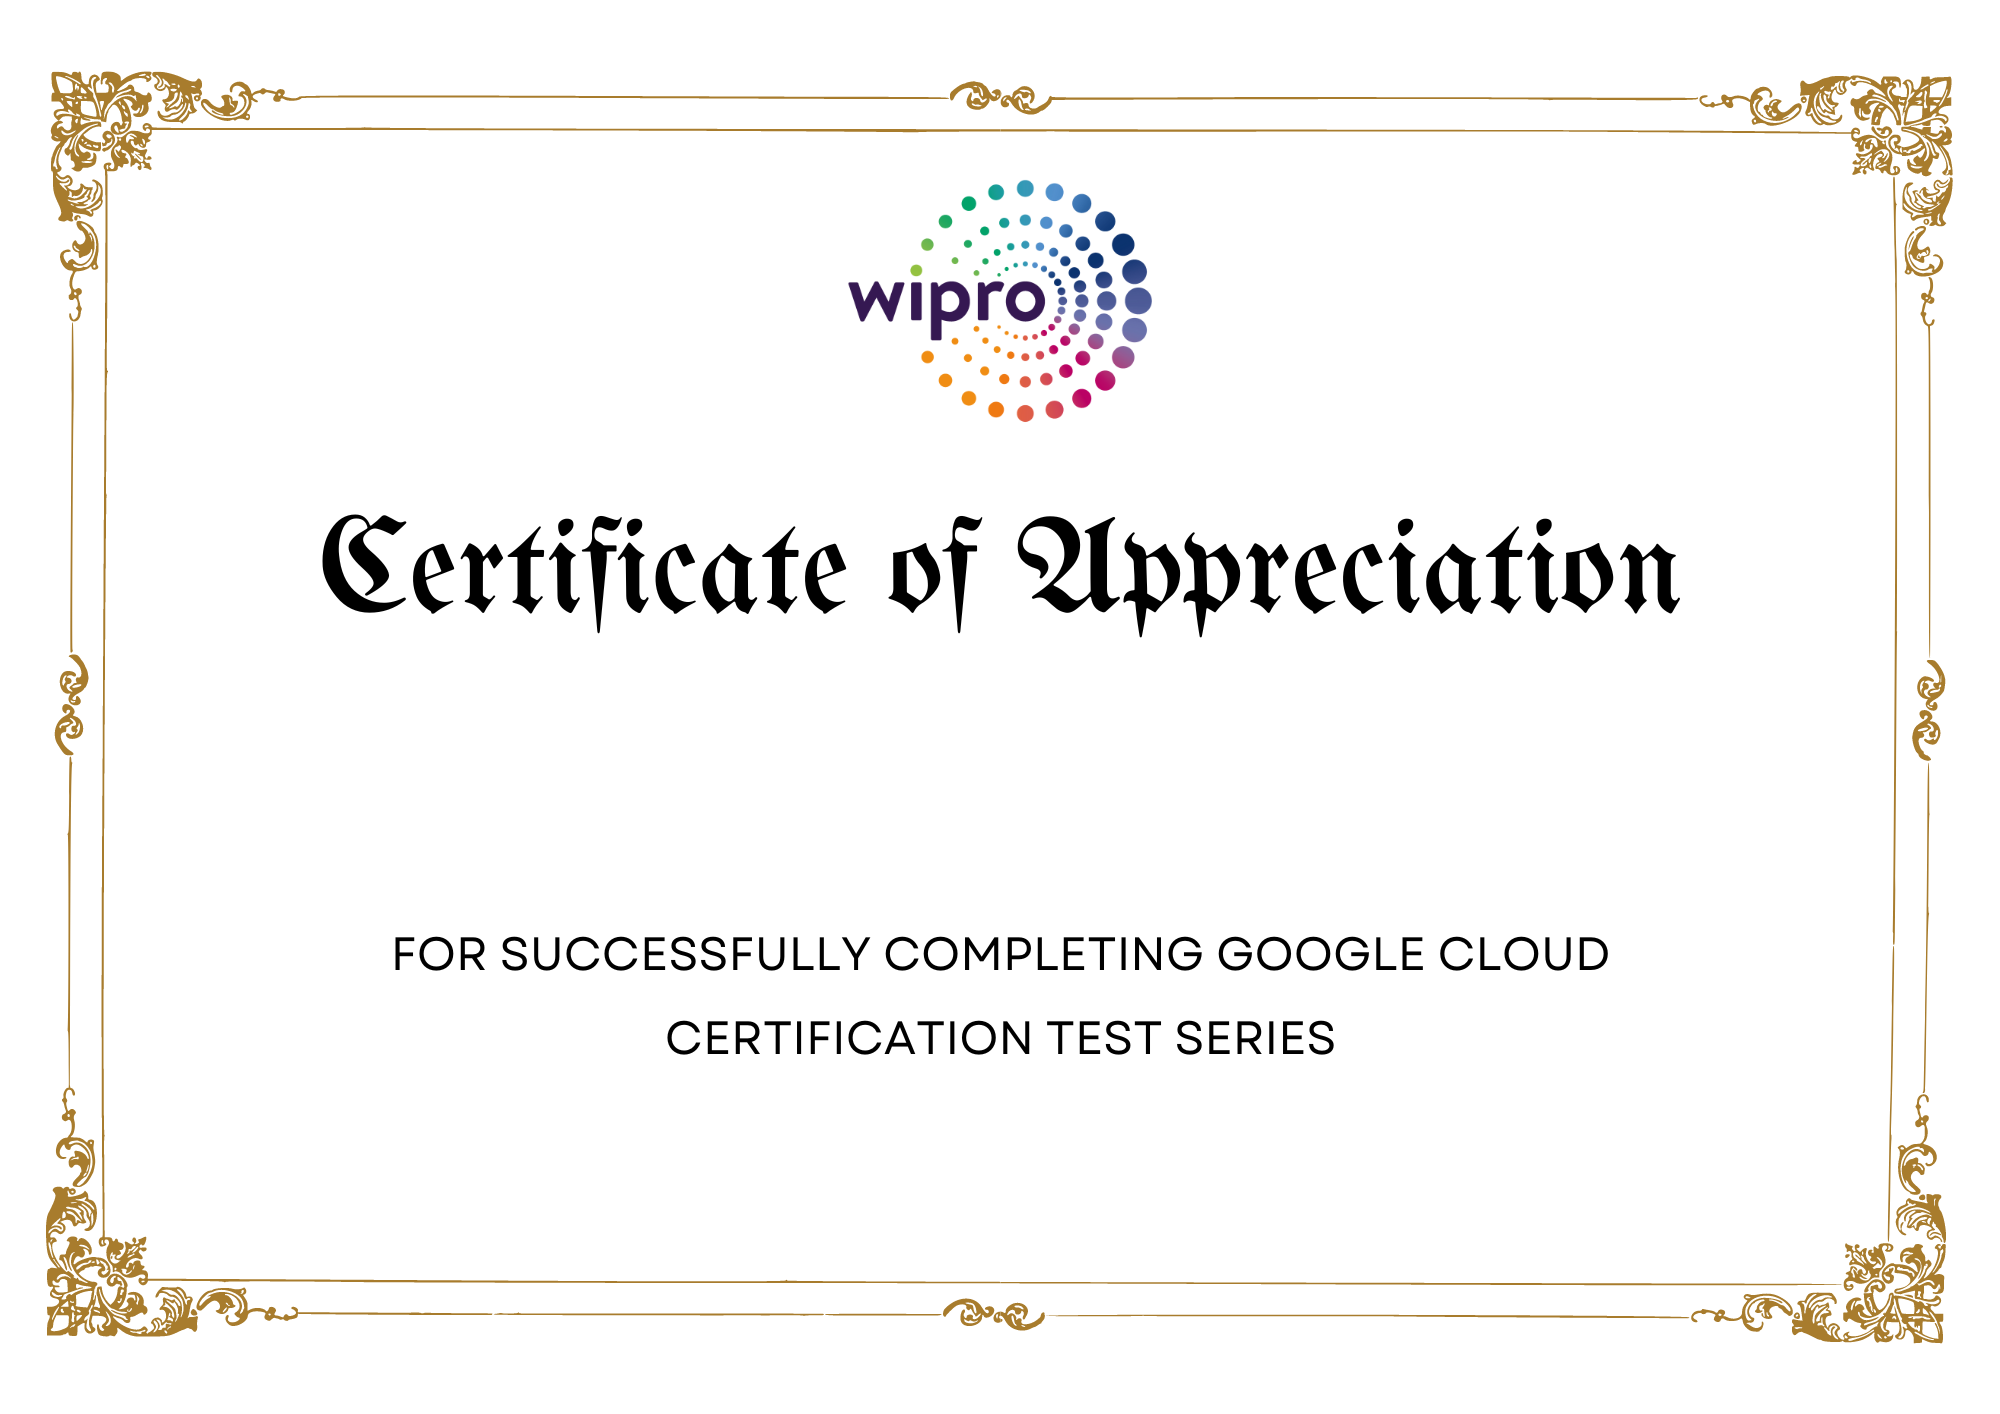 wipro
Certificate of Appreciation
FOR SUCCESSFULLY COMPLETING GOOGLE CLOUD
CERTIFICATION TEST SERIES